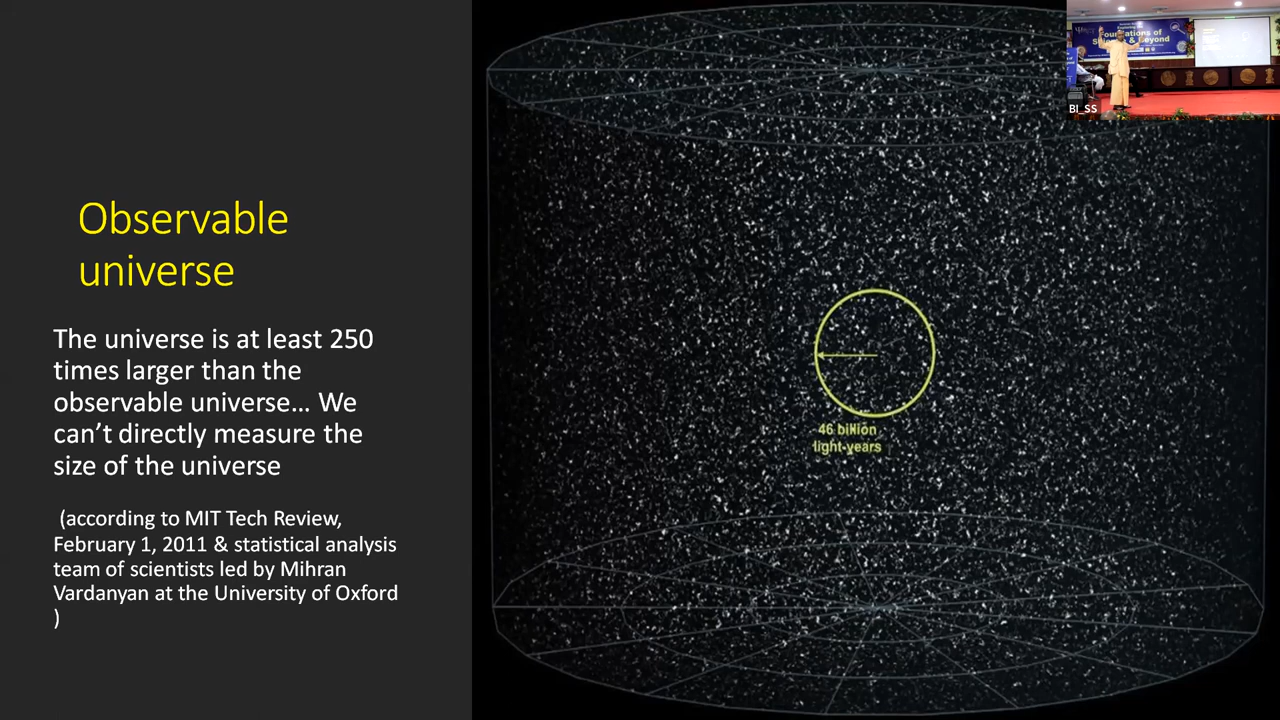 Observable
universe
The universe is at least 250
times larger than the
observable universe… We
can’t directly measure the
size of the universe
(according to MIT Tech Review,
February 1, 2011 & statistical analysis
team of scientists led by Mihran
Vardanyan at the University of Oxford
)
46 billion
light-years
Foundations of
Science & Beyond
BI_SS